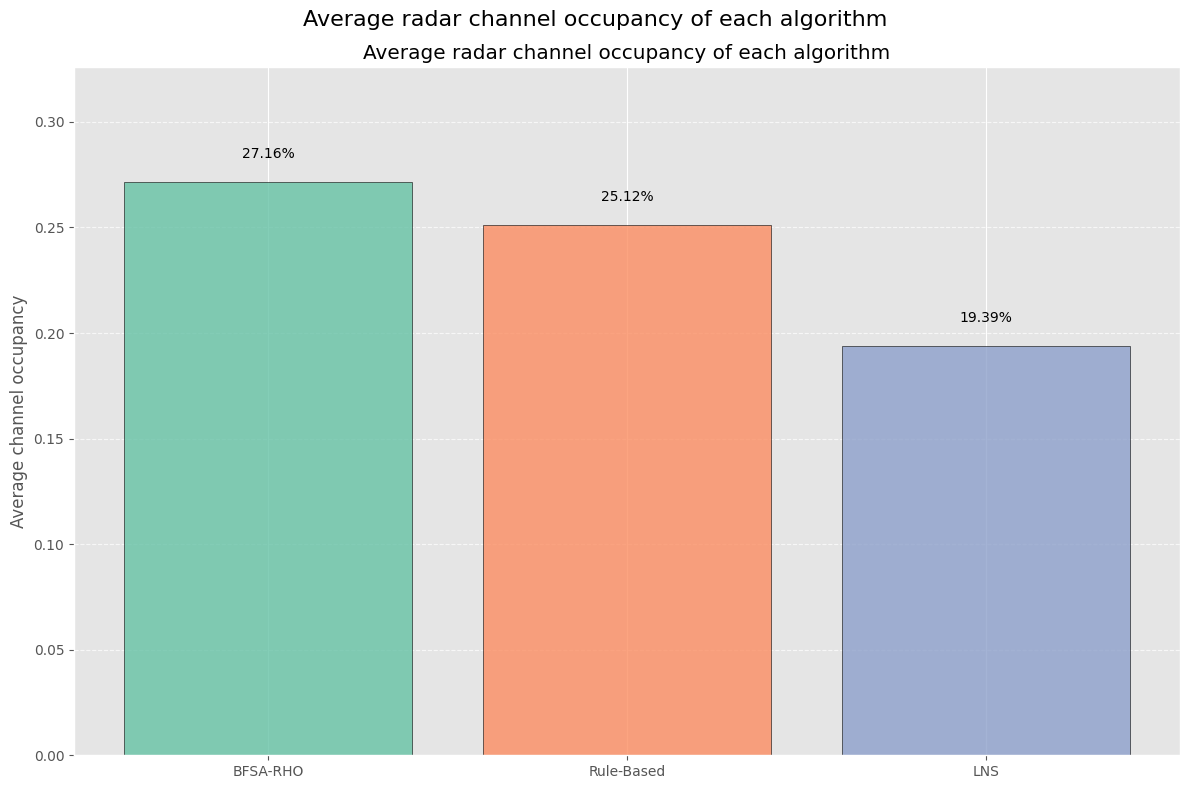 Average radar channel occupancy of each algorithm
Average radar channel occupancy of each algorithm
0.30
27.16%
25.12%
0.25
19.39%
0.20
Average channel occupancy
0.15
0.10
0.05
0.00
BFSA-RHO
Rule-Based
LNS